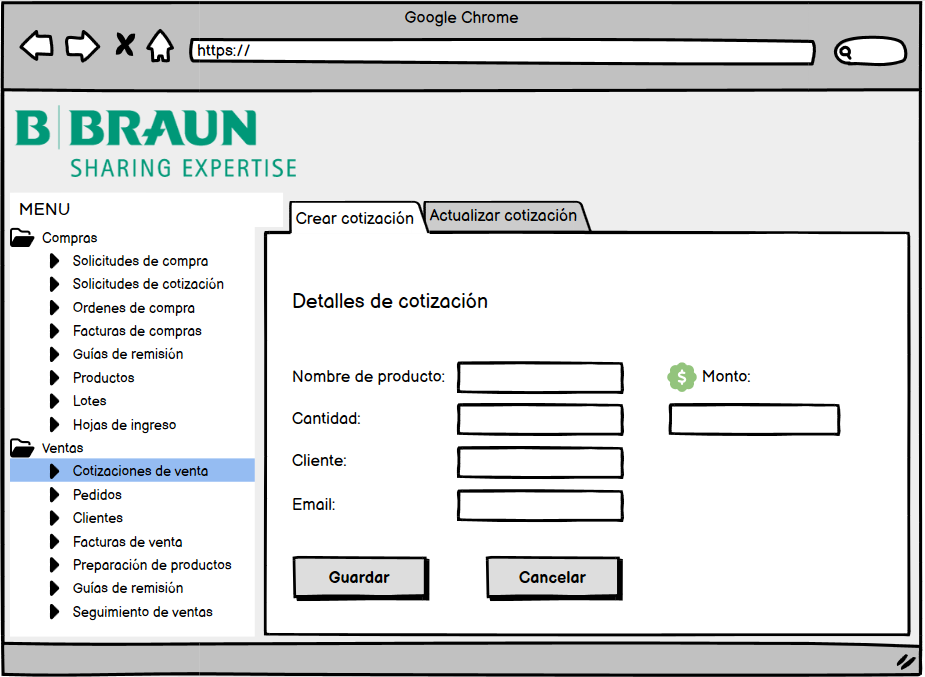 Google Chrome
https://
B BRAUN
SHARING EXPERTISE
MENU
Compras
Solicitudes de compra
Solicitudes de cotización
Ordenes de compra
Facturas de compras
Guías de remisión
Productos
Lotes
Hojas de ingreso
Ventas
Cotizaciones de venta
Pedidos
Clientes
Facturas de venta
Preparación de productos
Guías de remisión
Seguimiento de ventas
Crear cotización
Actualizar cotización
Detalles de cotización
Nombre de producto:
$ Monto:
Cantidad:
Cliente:
Email:
Guardar
Cancelar